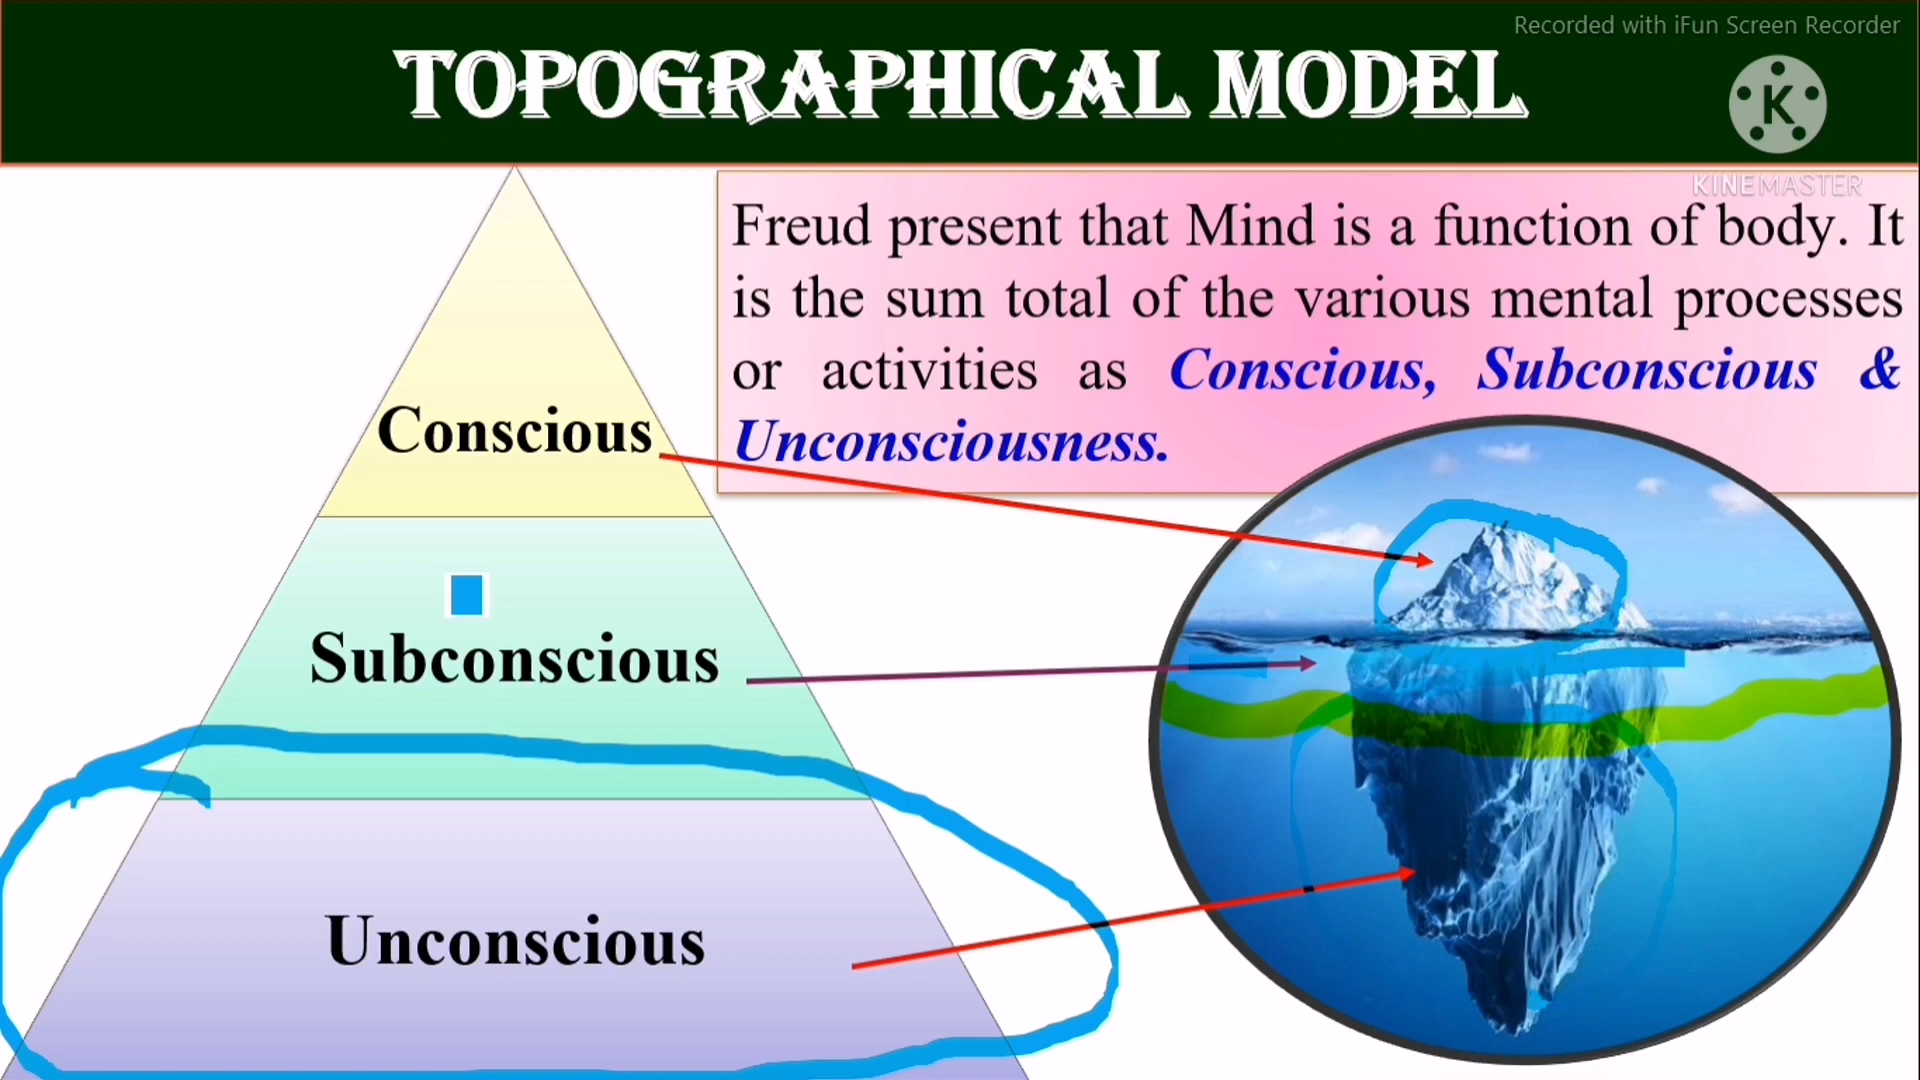 Recorded with iFun Screen Recorder
TOPOGRAPHICAL MODEL
K
KINEMASTER
Freud present that Mind is a function of body. It
is the sum total of the various mental processes
or activities as Conscious, Subconscious &
Unconsciousness.
Conscious
Subconscious
Unconscious